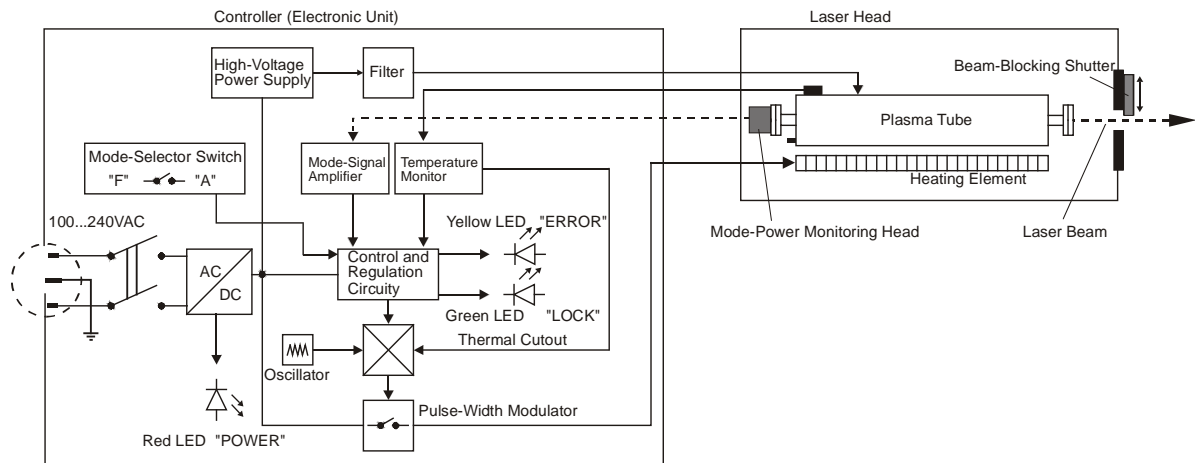 Controller (Electronic Unit)
Laser Head
High-Voltage
Power Supply
Filter
Beam-Blocking Shutter
Plasma Tube
Mode-Selector Switch
"F" "A"
Mode-Signal
Amplifier
Temperature
Monitor
Heating Element
100...240VAC
Yellow LED "ERROR"
Mode-Power Monitoring Head
Laser Beam
AC
DC
Control and
Regulation
Circuity
Green LED "LOCK"
Thermal Cutout
Oscillator
Pulse-Width Modulator
Red LED "POWER"